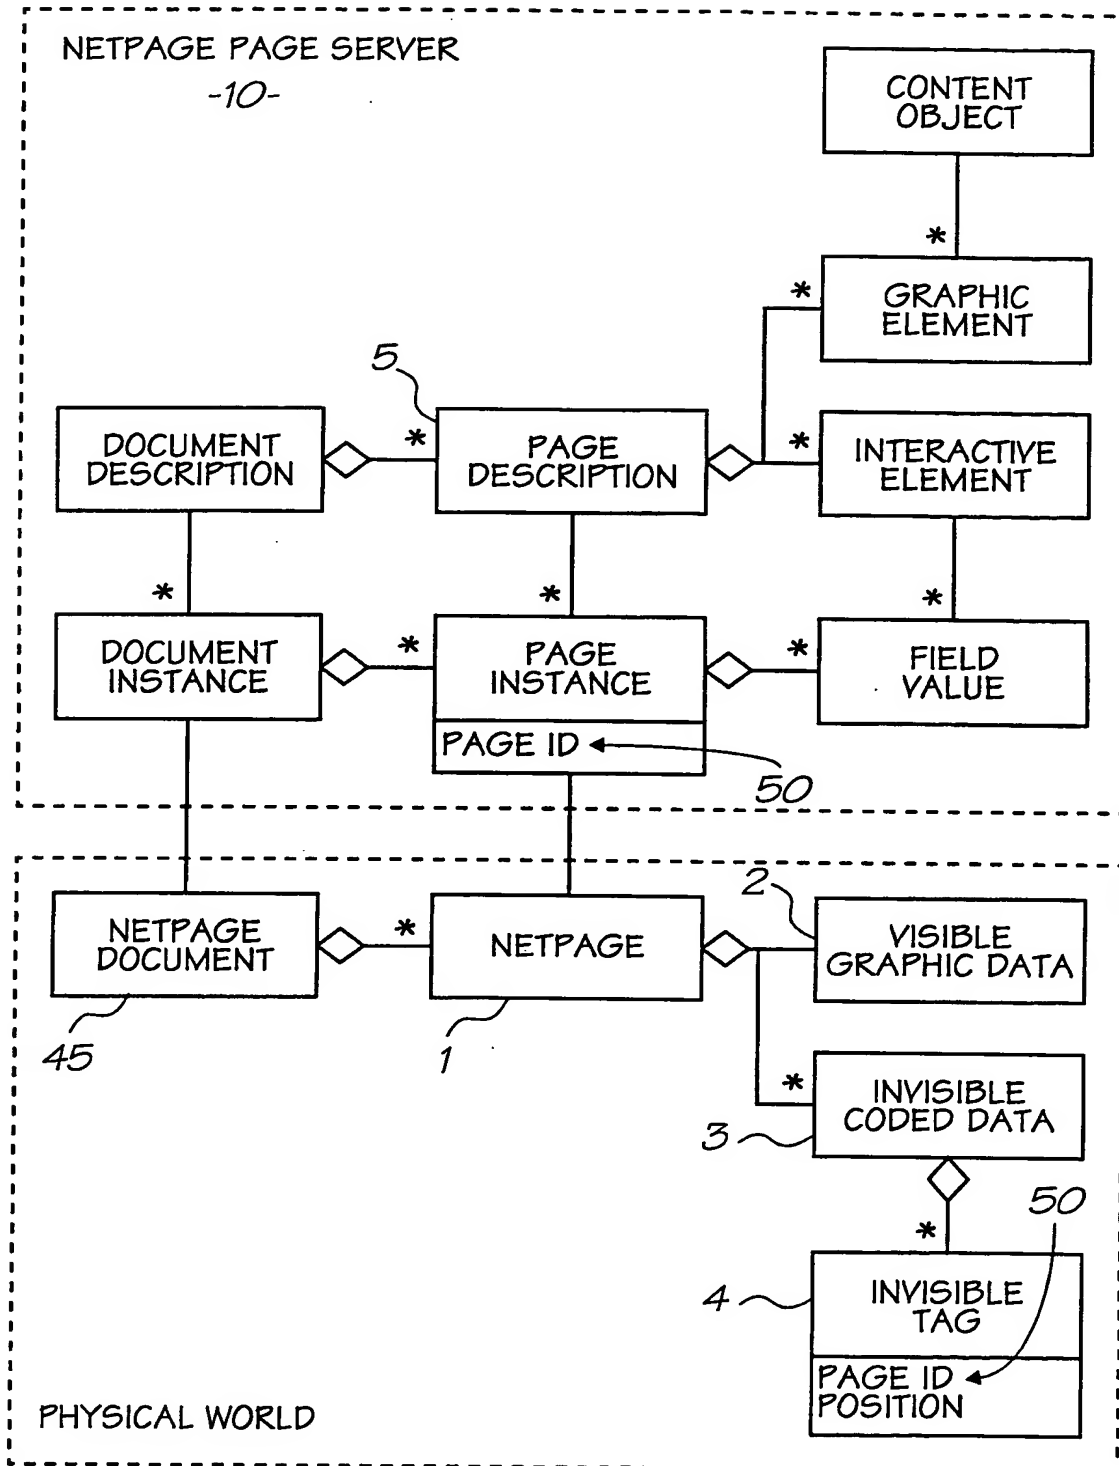 NETPAGE PAGE SERVER
-10-
CONTENT
OBJECT
*
*
GRAPHIC
ELEMENT
5
DOCUMENT
DESCRIPTION
*
PAGE
DESCRIPTION
*
INTERACTIVE
ELEMENT
*
*
*
DOCUMENT
INSTANCE
*
PAGE
INSTANCE
*
FIELD
VALUE
PAGE ID
50
NETPAGE
DOCUMENT
*
NETPAGE
2
VISIBLE
GRAPHIC DATA
45
1
*
INVISIBLE
CODED DATA
3
50
*
4
INVISIBLE
TAG
PAGE ID
POSITION
PHYSICAL WORLD